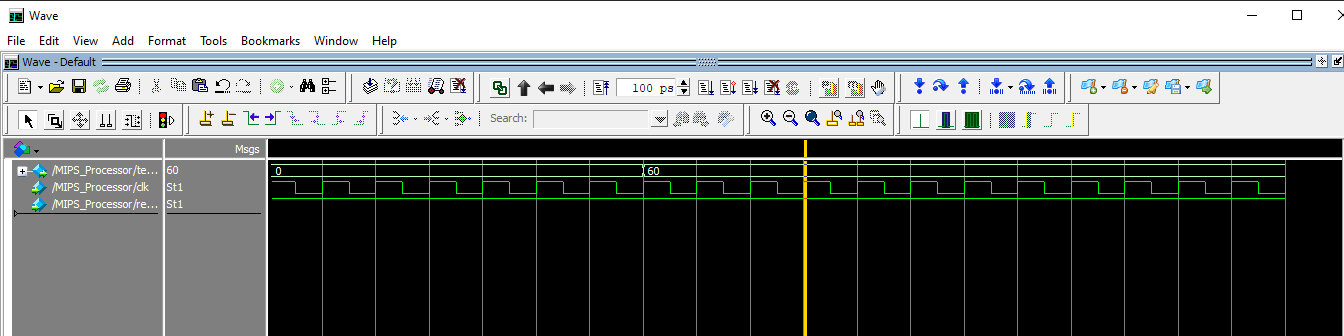 Wave
File Edit View Add Format Tools Bookmarks Window Help
Wave - Default
100 ps
Search:
Msgs
/MIPS_Processor/te... 60 0 60
/MIPS_Processor/clk St1
/MIPS_Processor/re... St1